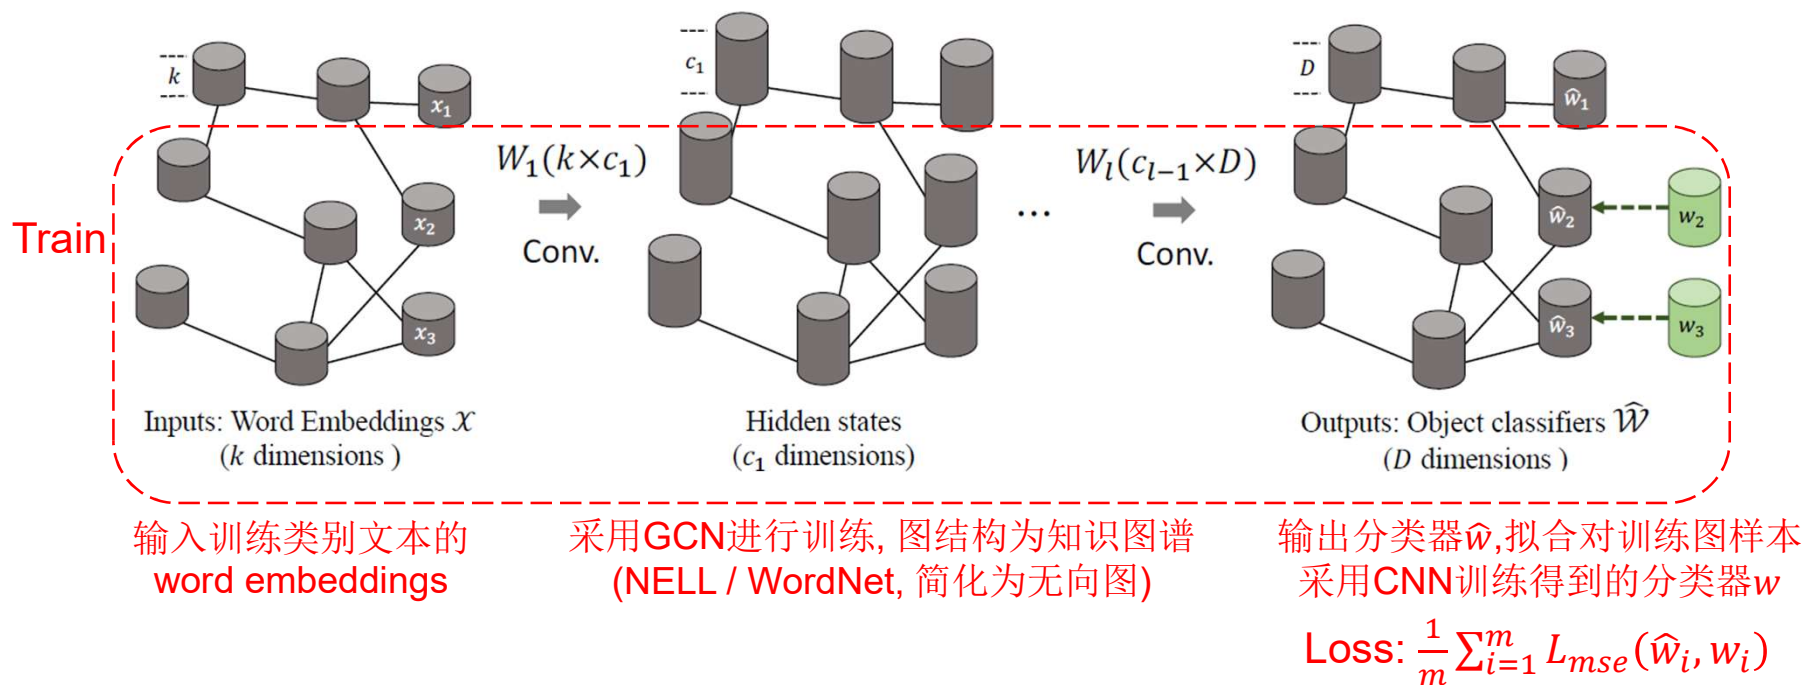 k
x₁
c₁
D
ŵ₁
Train
W₁(k×c₁)
Conv.
x₂
x₃
...
Wₗ(cₗ₋₁×D)
Conv.
ŵ₂
w₂
ŵ₃
w₃
Inputs: Word Embeddings 𝒳
(k dimensions )
Hidden states
(c₁ dimensions)
Outputs: Object classifiers 𝒲̂
(D dimensions )
输入训练类别文本的
word embeddings
采用GCN进行训练, 图结构为知识图谱
(NELL / WordNet, 简化为无向图)
输出分类器ŵ,拟合对训练图样本
采用CNN训练得到的分类器w
Loss: 1/m ∑ᵢ₌₁ᵐ Lₘₛₑ(ŵᵢ, wᵢ)